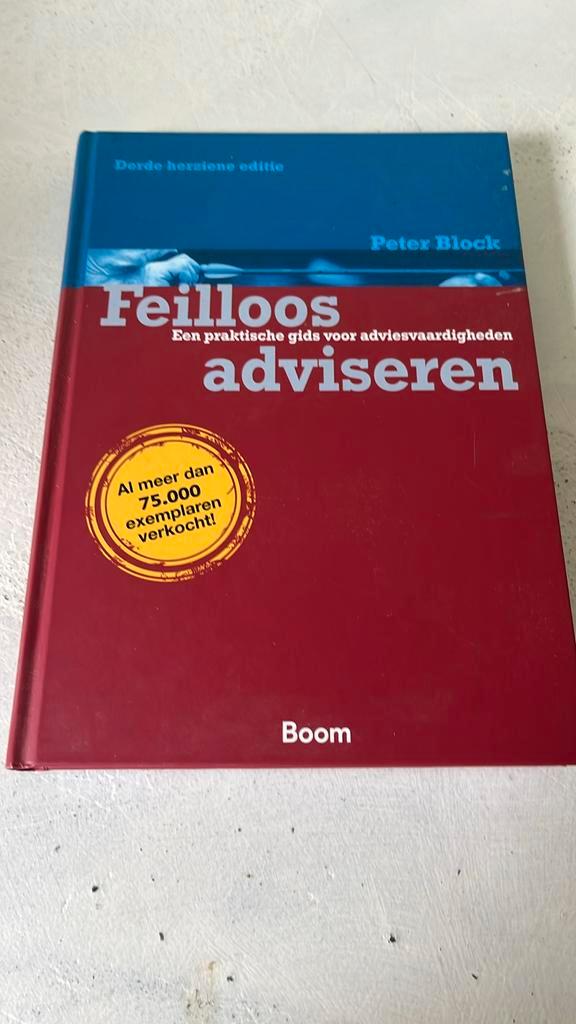 Derde herziene editie
Peter Block
Feilloos
Een praktische gids voor adviesvaardigheden
adviseren
Al meer dan
75.000
exemplaren
verkocht!
Boom